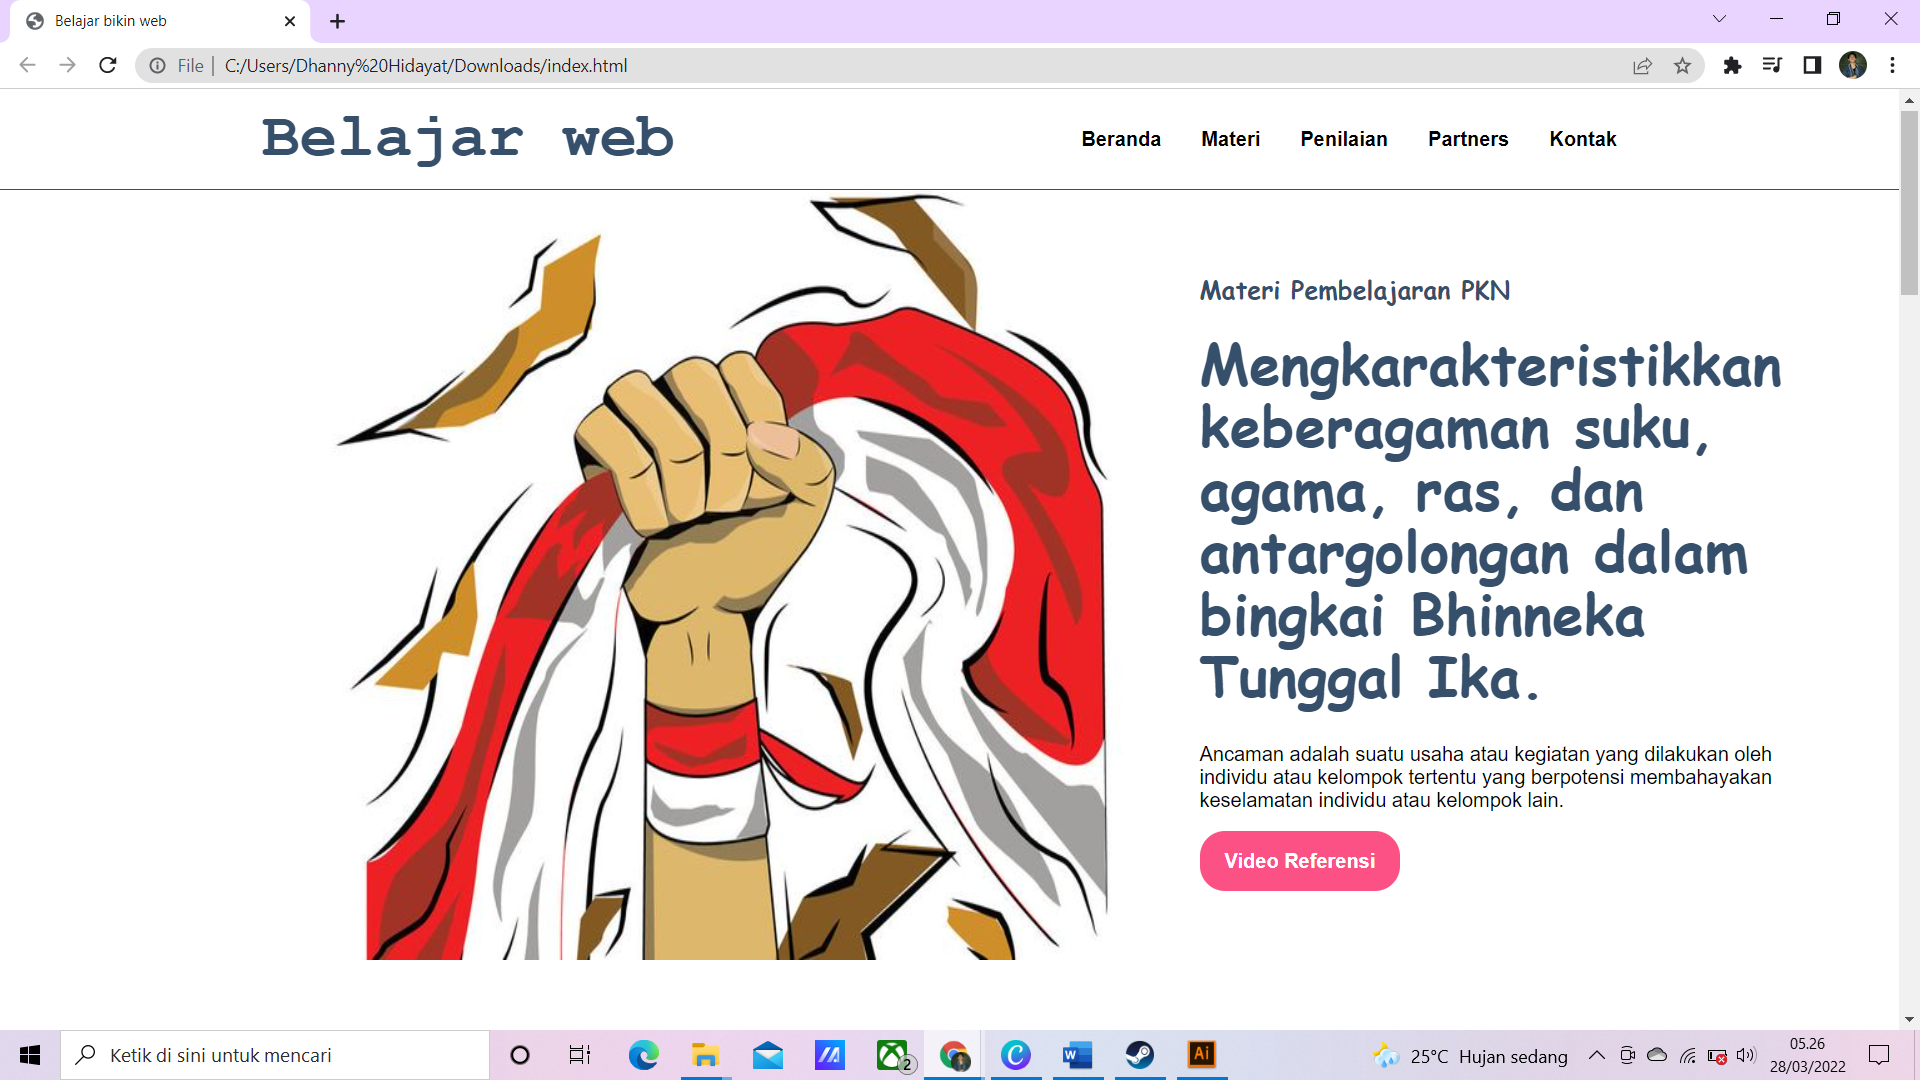 Belajar bikin web
File | C:/Users/Dhanny%20Hidayat/Downloads/index.html
Belajar web
Beranda Materi Penilaian Partners Kontak
Materi Pembelajaran PKN
Mengkarakteristikkan
keberagaman suku,
agama, ras, dan
antargolongan dalam
bingkai Bhinneka
Tunggal Ika.
Ancaman adalah suatu usaha atau kegiatan yang dilakukan oleh
individu atau kelompok tertentu yang berpotensi membahayakan
keselamatan individu atau kelompok lain.
Video Referensi
Ketik di sini untuk mencari
2
W
Ai
25°C Hujan sedang
05.26
28/03/2022